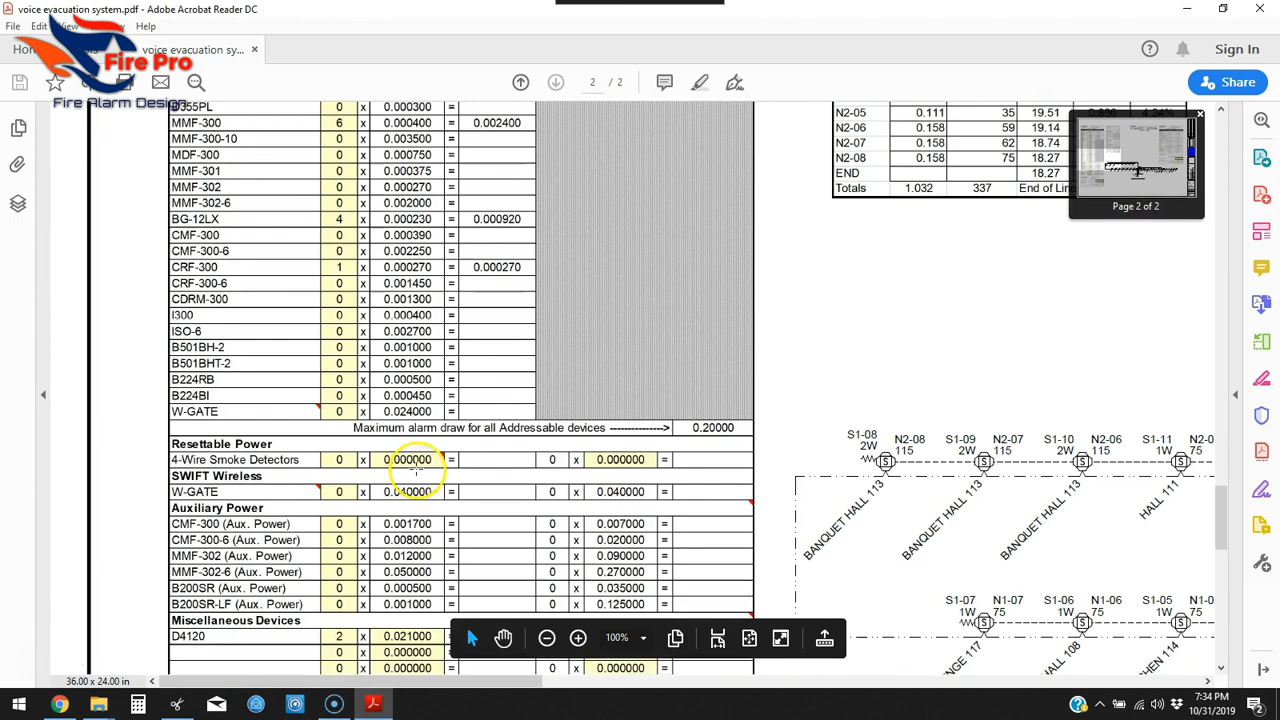 voice evacuation system.pdf - Adobe Acrobat Reader DC
File Edit View Help
voice evacuation sy...
Sign In
Fire Pro
Fire Alarm Design
2 / 2
Share
D355PL 0 x 0.000300 =
MMF-300 6 x 0.000400 = 0.002400
MMF-300-10 0 x 0.003500 =
MDF-300 0 x 0.000750 =
MMF-301 0 x 0.000375 =
MMF-302 0 x 0.000270 =
MMF-302-6 0 x 0.002000 =
BG-12LX 4 x 0.000230 = 0.000920
CMF-300 0 x 0.000390 =
CMF-300-6 0 x 0.002250 =
CRF-300 1 x 0.000270 = 0.000270
CRF-300-6 0 x 0.001450 =
CDRM-300 0 x 0.001300 =
I300 0 x 0.000400 =
ISO-6 0 x 0.002700 =
B501BH-2 0 x 0.001000 =
B501BHT-2 0 x 0.001000 =
B224RB 0 x 0.000500 =
B224BI 0 x 0.000450 =
W-GATE 0 x 0.024000 =
Maximum alarm draw for all Addressable devices --------------> 0.20000
Resettable Power
4-Wire Smoke Detectors 0 x 0.000000 = 0 x 0.000000 =
SWIFT Wireless
W-GATE 0 x 0.040000 = 0 x 0.040000 =
Auxiliary Power
CMF-300 (Aux. Power) 0 x 0.001700 = 0 x 0.007000 =
CMF-300-6 (Aux. Power) 0 x 0.008000 = 0 x 0.020000 =
MMF-302 (Aux. Power) 0 x 0.012000 = 0 x 0.090000 =
MMF-302-6 (Aux. Power) 0 x 0.050000 = 0 x 0.270000 =
B200SR (Aux. Power) 0 x 0.000500 = 0 x 0.035000 =
B200SR-LF (Aux. Power) 0 x 0.001000 = 0 x 0.125000 =
Miscellaneous Devices
D4120 2 x 0.021000
0 x 0.000000
0 x 0.000000 = 0 x 0.000000 =
N2-05 0.111 35 19.51
N2-06 0.158 59 19.14
N2-07 0.158 62 18.74
N2-08 0.158 75 18.27
END 18.27
Totals 1.032 337 End of Lin
Page 2 of 2
S1-08 N2-08 S1-09 N2-07 S1-10 N2-06 S1-11 N2-05
2W 115 2W 115 2W 115 1W 75
S S S S
BANQUET HALL 113
BANQUET HALL 113
BANQUET HALL 113
HALL 111
S1-07 N1-07 S1-06 N1-06 S1-05 N1-05
1W 75 1W 75 1W 75
S S S
HALL 108
100%
36.00 x 24.00 in
7:34 PM
10/31/2019